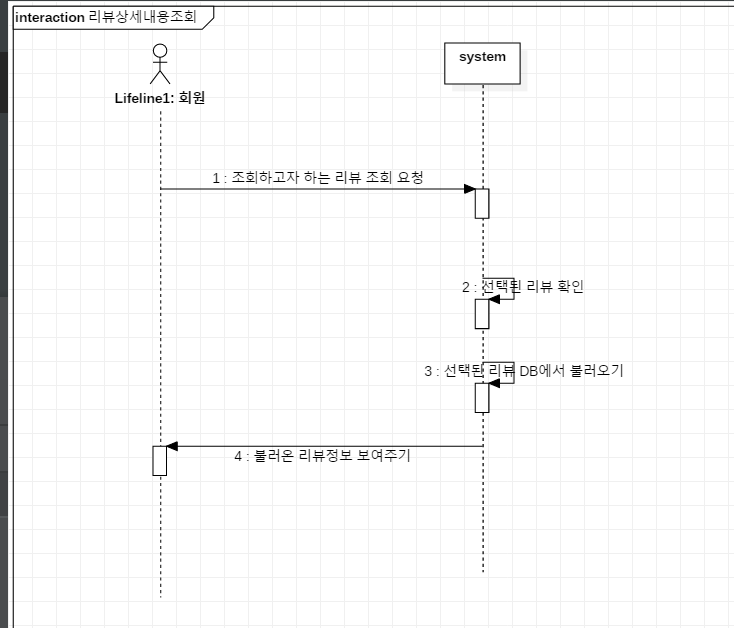 interaction 리뷰상세내용조회
system
Lifeline1: 회원
1 : 조회하고자 하는 리뷰 조회 요청
2 : 선택된 리뷰 확인
3 : 선택된 리뷰 DB에서 불러오기
4 : 불러온 리뷰정보 보여주기